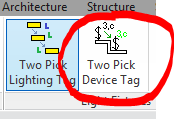 Architecture Structure
L
L
L
3,c
3c
Two Pick
Lighting Tag
Two Pick
Device Tag